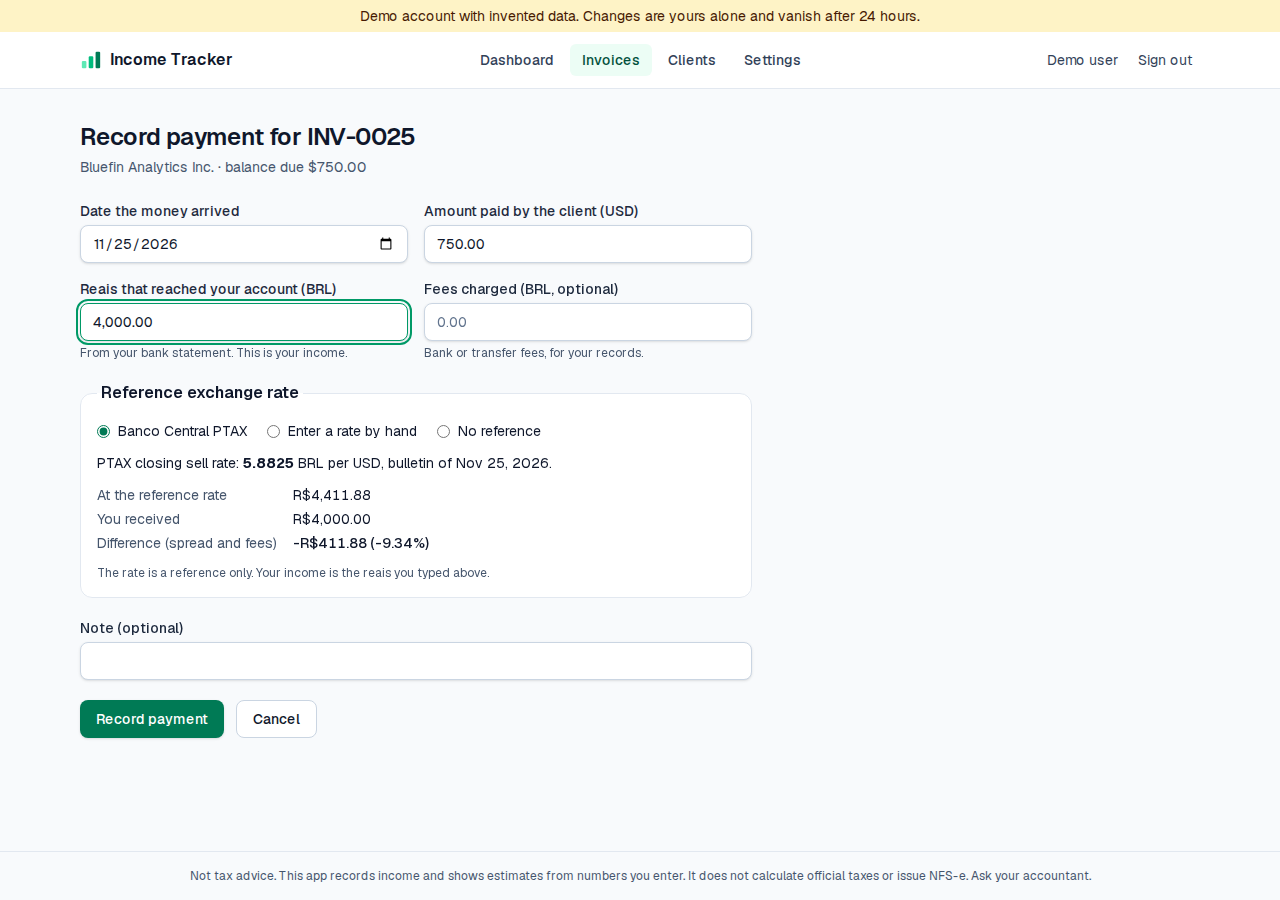 Demo account with invented data. Changes are yours alone and vanish after 24 hours.
Income Tracker
Dashboard Invoices Clients Settings
Demo user Sign out
Record payment for INV-0025
Bluefin Analytics Inc. · balance due $750.00
Date the money arrived
11/25/2026
Amount paid by the client (USD)
750.00
Reais that reached your account (BRL)
4,000.00
From your bank statement. This is your income.
Fees charged (BRL, optional)
0.00
Bank or transfer fees, for your records.
Reference exchange rate
Banco Central PTAX Enter a rate by hand No reference
PTAX closing sell rate: 5.8825 BRL per USD, bulletin of Nov 25, 2026.
At the reference rate R$4,411.88
You received R$4,000.00
Difference (spread and fees) -R$411.88 (-9.34%)
The rate is a reference only. Your income is the reais you typed above.
Note (optional)
Record payment Cancel
Not tax advice. This app records income and shows estimates from numbers you enter. It does not calculate official taxes or issue NFS-e. Ask your accountant.